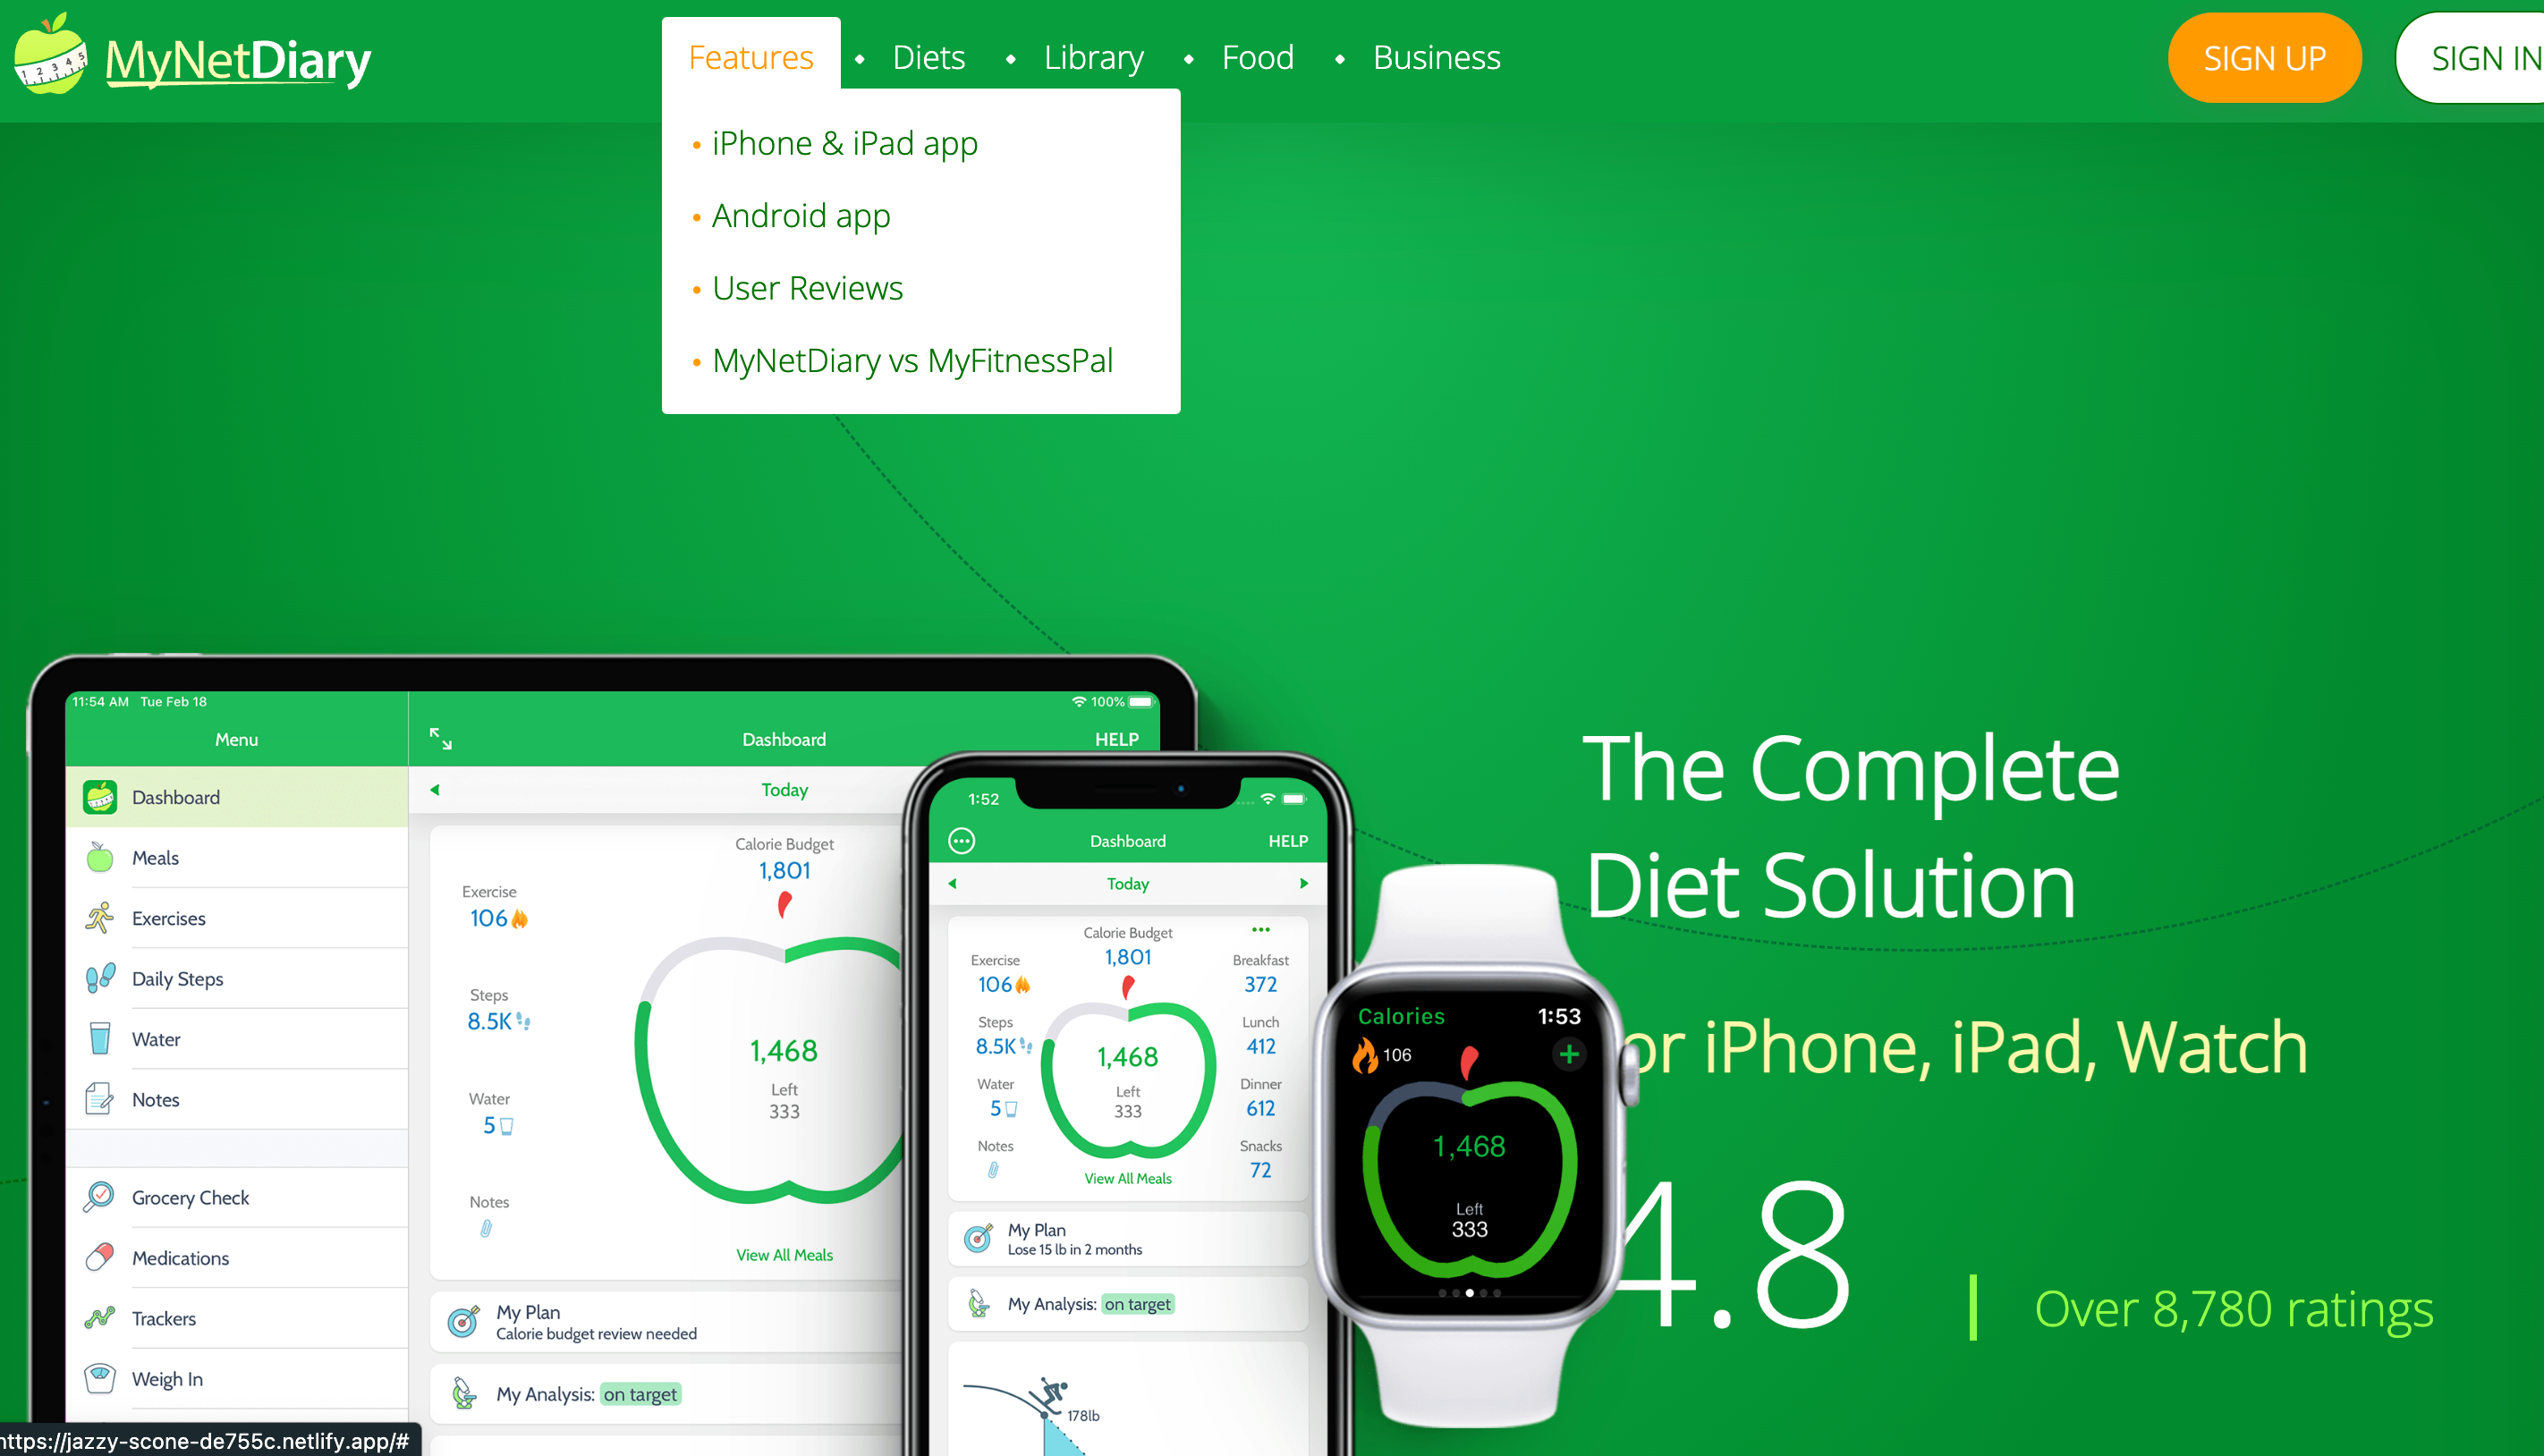 MyNetDiary
Features
Diets
Library
Food
Business
SIGN UP
SIGN IN
iPhone & iPad app
Android app
User Reviews
MyNetDiary vs MyFitnessPal
11:54 AM Tue Feb 18
100%
Menu
Dashboard
HELP
Dashboard
Meals
Exercises
Daily Steps
Water
Notes
Grocery Check
Medications
Trackers
Weigh In
Today
Calorie Budget
1,801
Exercise
106
Steps
8.5K
Water
5
Notes
1,468
Left
333
View All Meals
My Plan
Calorie budget review needed
My Analysis: on target
1:52
Dashboard
HELP
Today
Calorie Budget
1,801
Exercise
106
Steps
8.5K
Water
5
Notes
1,468
Left
333
Breakfast
372
Lunch
412
Dinner
612
Snacks
72
View All Meals
My Plan
Lose 15 lb in 2 months
My Analysis: on target
178lb
Calories
1:53
106
1,468
Left
333
The Complete
Diet Solution
or iPhone, iPad, Watch
4.8
Over 8,780 ratings
https://jazzy-scone-de755c.netlify.app/#